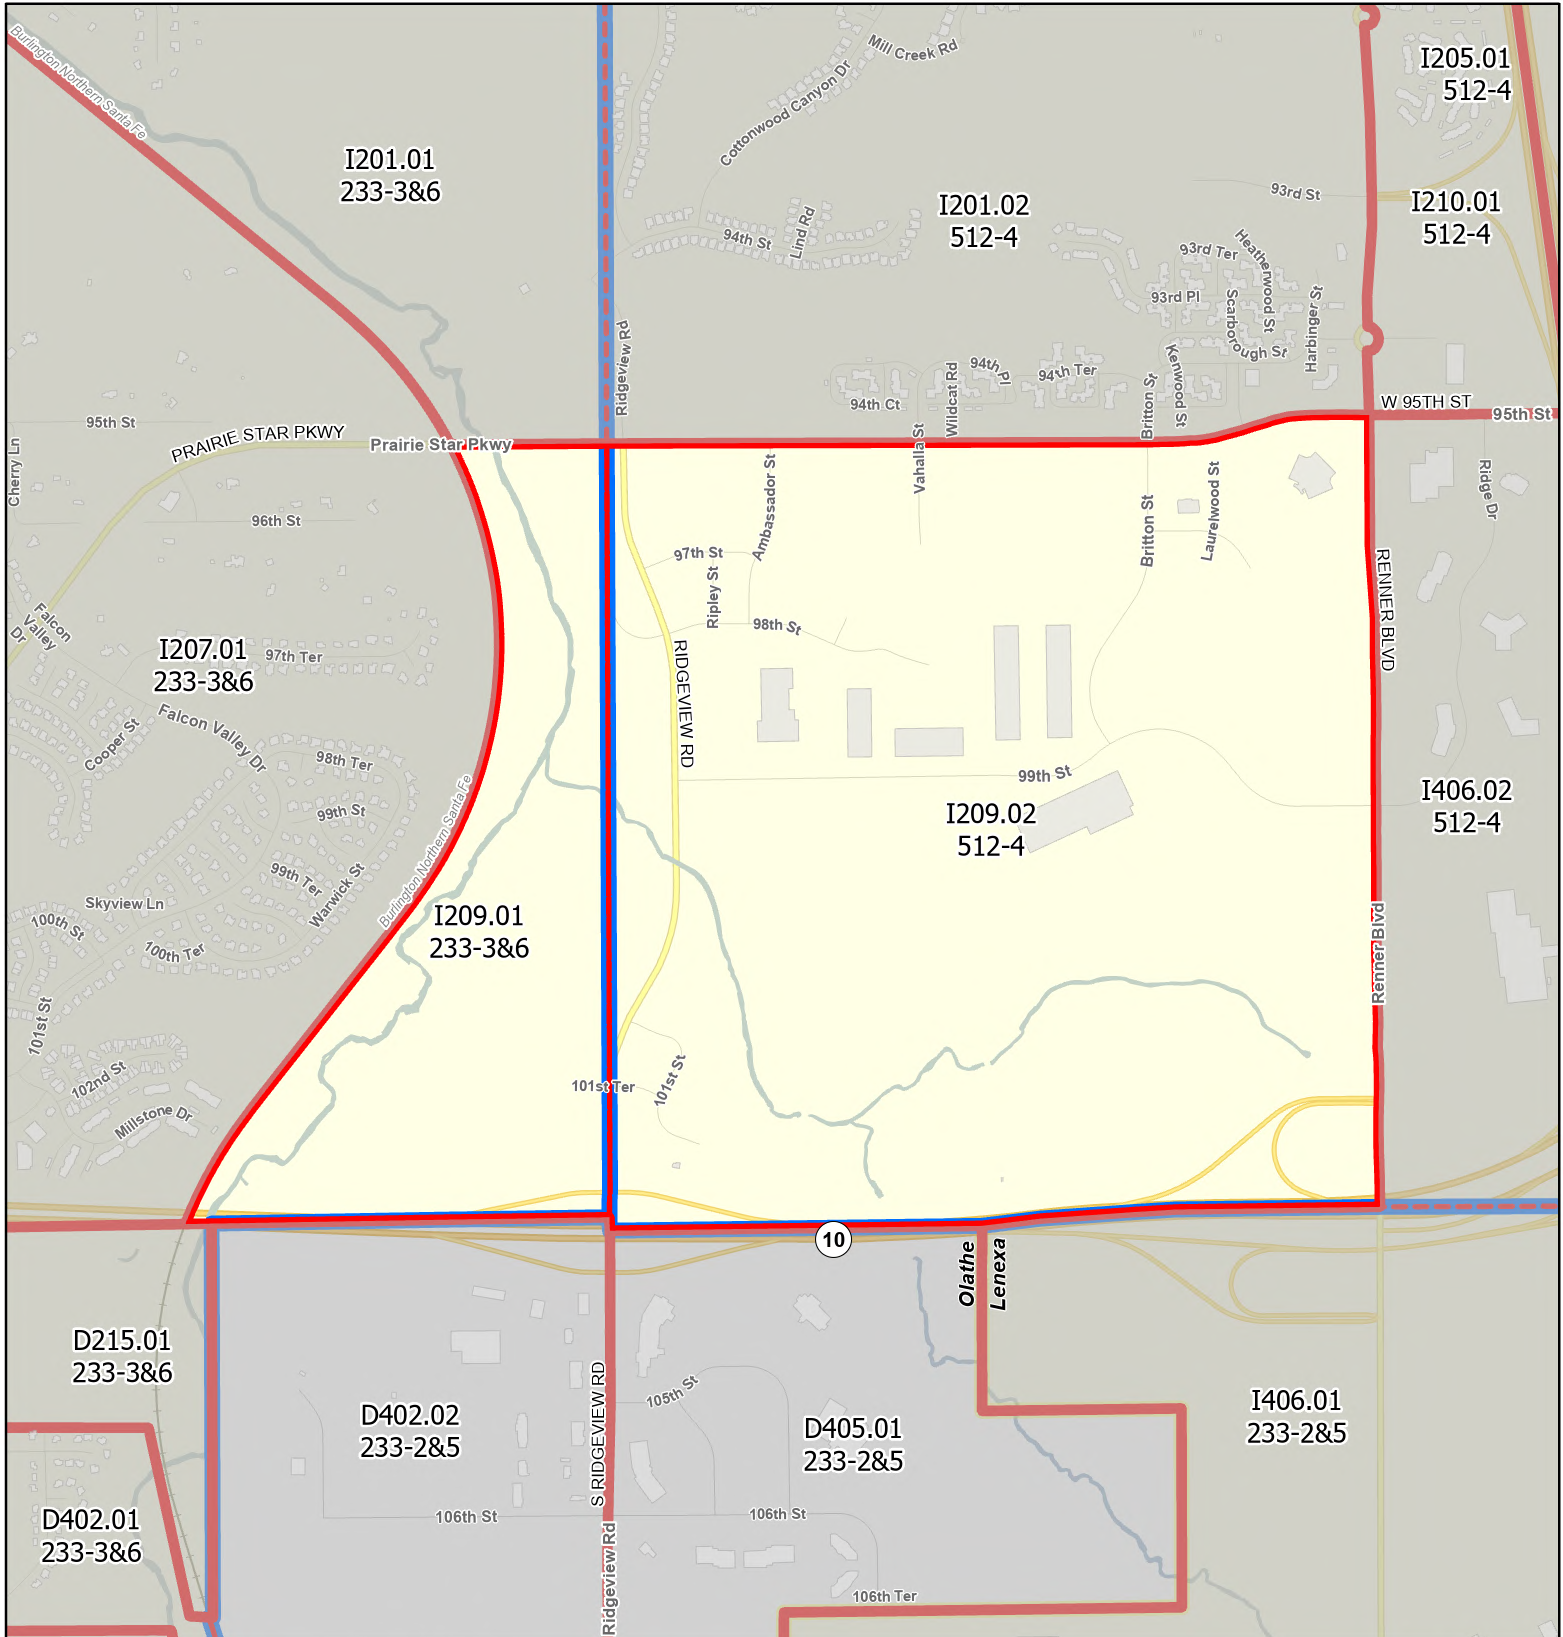 Burlington Northern Santa Fe
Mill Creek Rd
Cottonwood Canyon Dr
I205.01
512-4
I201.01
233-3&6
93rd St
I210.01
512-4
I201.02
512-4
Lind Rd
94th St
93rd Ter
Heatherwood St
93rd Pl
Scarborough St
Harbinger St
Ridgeview Rd
Kenwood St
94th Pl
94th Ter
Wildcat Rd
Britton St
94th Ct
W 95TH ST
95th St
95th St
PRAIRIE STAR PKWY
Prairie Star Pkwy
Cherry Ln
Vahalla St
Ambassador St
Laurelwood St
Britton St
Ridge Dr
96th St
97th St
Ripley St
98th St
RENNER BLVD
Falcon Valley Dr
I207.01
233-3&6
97th Ter
RIDGEVIEW RD
Falcon Valley Dr
Cooper St
98th Ter
99th St
99th St
I209.02
512-4
I406.02
512-4
Burlington Northern Santa Fe
99th Ter
Warwick St
Skyview Ln
100th St
100th Ter
I209.01
233-3&6
Renner Blvd
101st St
102nd St
Millstone Dr
101st Ter
101st St
10
Olathe
Lenexa
D215.01
233-3&6
S RIDGEVIEW RD
105th St
D402.02
233-2&5
D405.01
233-2&5
I406.01
233-2&5
D402.01
233-3&6
106th St
106th St
Ridgeview Rd
106th Ter